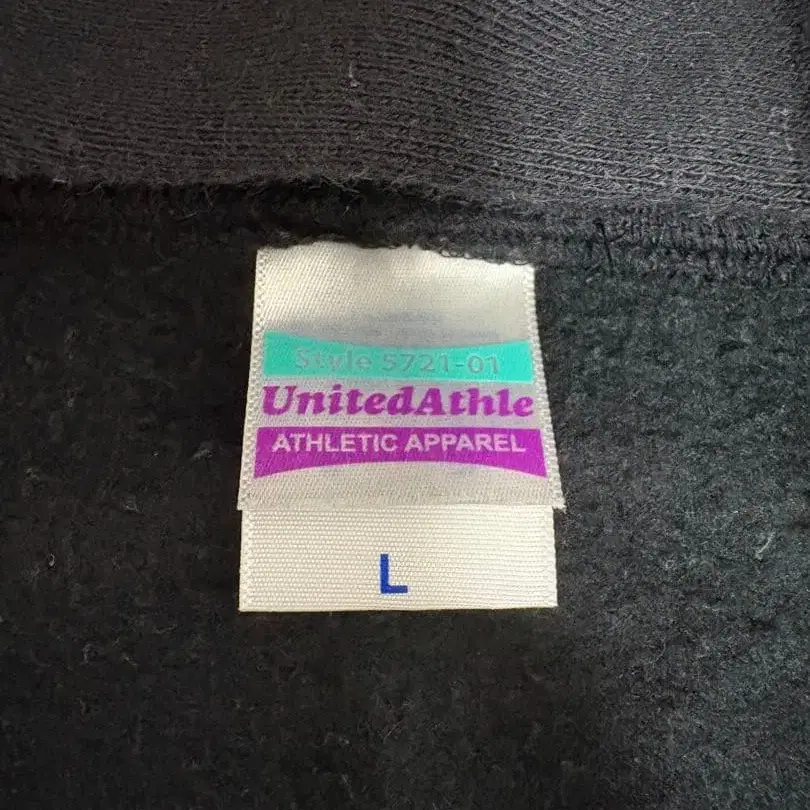 Style 5721-01
UnitedAthle
ATHLETIC APPAREL
L